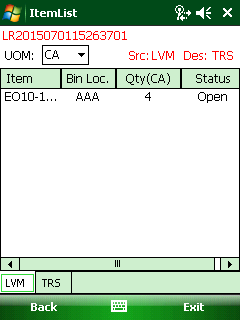 ItemList
LR2015070115263701
UOM: CA Src: LVM Des: TRS
Item Bin Loc. Qty(CA) Status
EO10-1... AAA 4 Open
LVM TRS
Back Exit